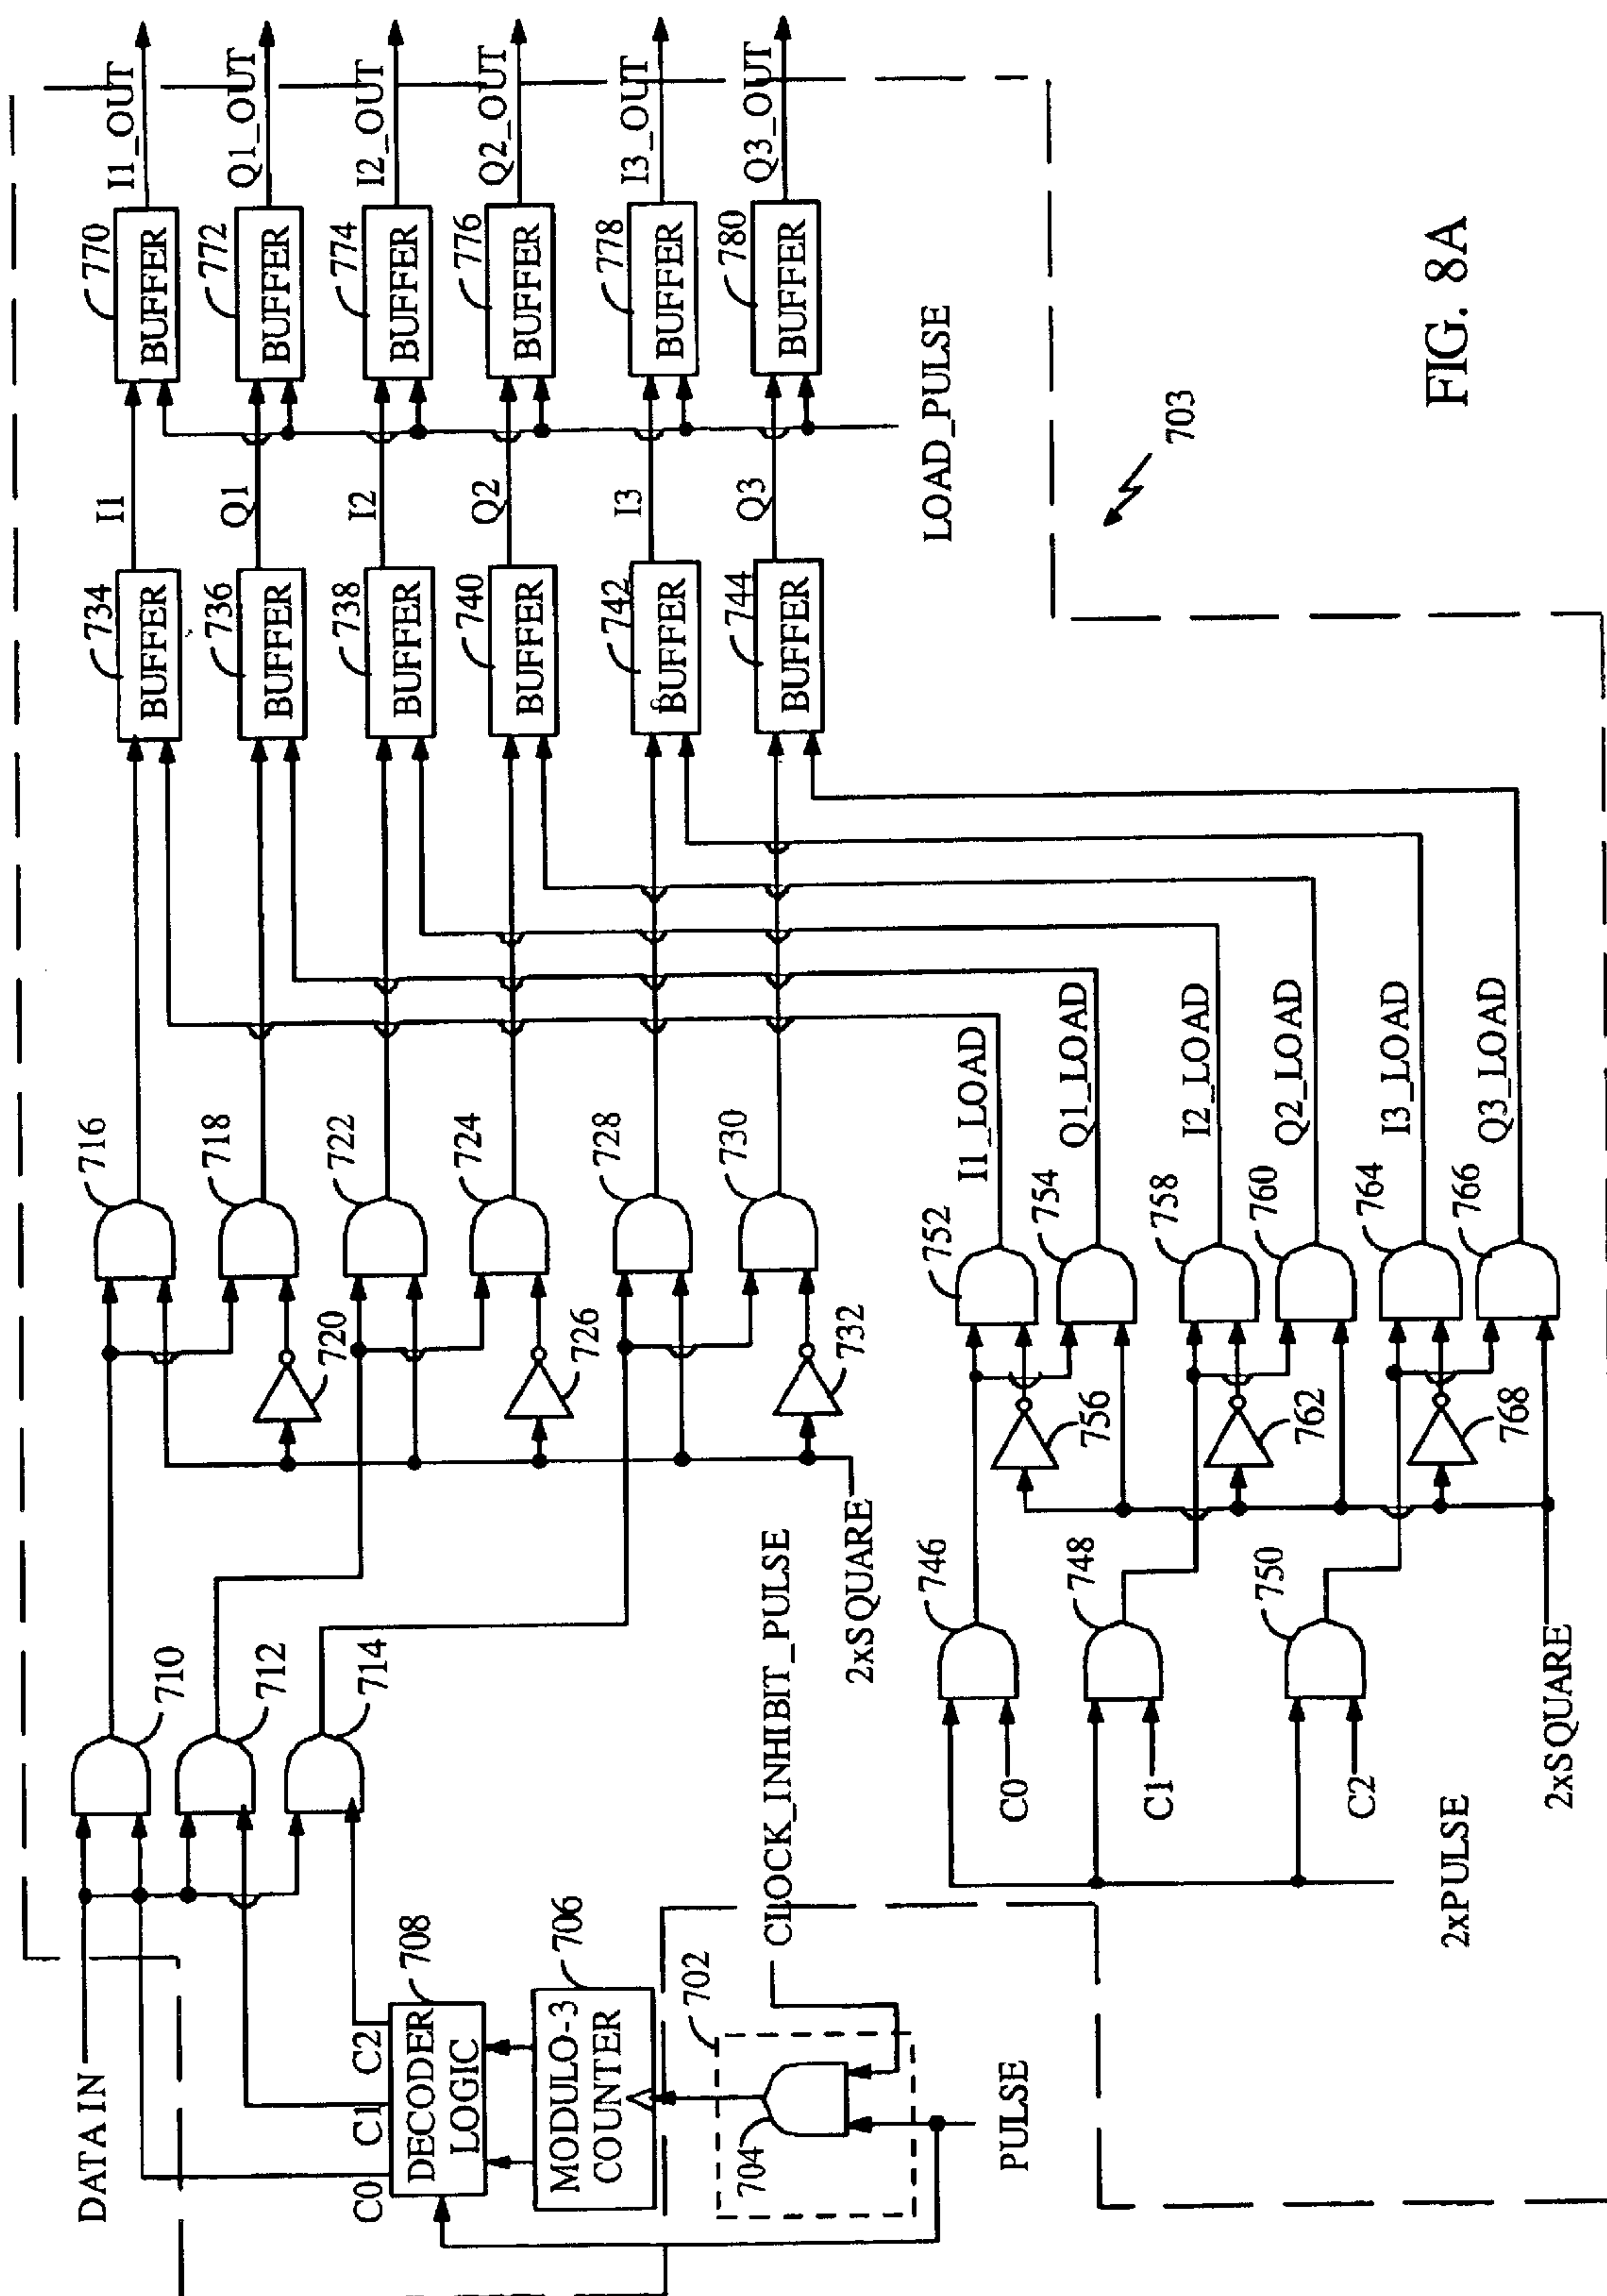 DATA IN
C0
C1
C2
DECODER
LOGIC
708
MODULO-3
COUNTER
706
702
704
PULSE
CLOCK_INHIBIT_PULSE
710
712
714
2xSQUARE
716
718
720
722
724
726
728
730
732
734
BUFFER
I1
770
BUFFER
I1_OUT
736
BUFFER
Q1
772
BUFFER
Q1_OUT
738
BUFFER
I2
774
BUFFER
I2_OUT
740
BUFFER
Q2
776
BUFFER
Q2_OUT
742
BUFFER
I3
778
BUFFER
I3_OUT
744
BUFFER
Q3
780
BUFFER
Q3_OUT
LOAD_PULSE
746
C0
748
C1
750
C2
2xPULSE
2xSQUARE
752
I1_LOAD
754
Q1_LOAD
756
758
I2_LOAD
760
Q2_LOAD
762
764
I3_LOAD
766
Q3_LOAD
768
703
FIG. 8A